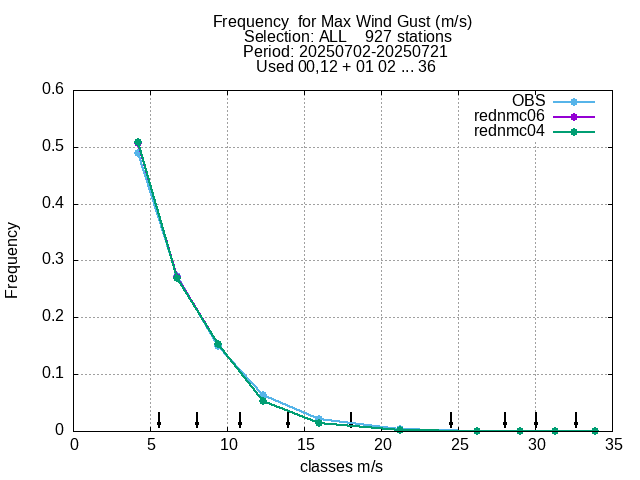 Frequency  for Max Wind Gust (m/s)
Selection: ALL    927 stations
Period: 20250702-20250721
Used 00,12 + 01 02 ... 36
OBS
rednmc06
rednmc04
0.6
0.5
0.4
0.3
0.2
0.1
0
Frequency
0 5 10 15 20 25 30 35
classes m/s